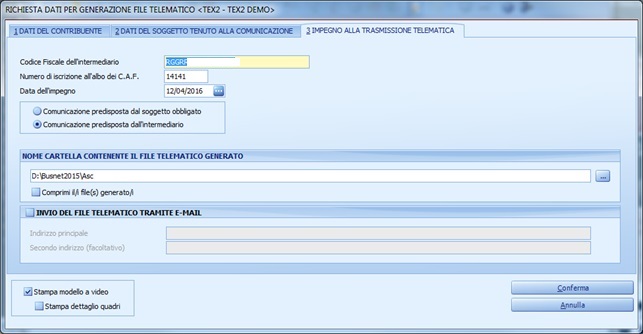 RICHIESTA DATI PER GENERAZIONE FILE TELEMATICO <TEX2 - TEX2 DEMO>
1 DATI DEL CONTRIBUENTE 2 DATI DEL SOGGETTO TENUTO ALLA COMUNICAZIONE 3 IMPEGNO ALLA TRASMISSIONE TELEMATICA
Codice Fiscale dell'intermediario
Numero di iscrizione all'albo dei C.A.F. 14141
Data dell'impegno 12/04/2016 ...
Comunicazione predisposta dal soggetto obbligato
Comunicazione predisposta dall'intermediario
NOME CARTELLA CONTENENTE IL FILE TELEMATICO GENERATO
D:\Busnet2015\Asc ...
Comprimi il/i file(s) generato/i
INVIO DEL FILE TELEMATICO TRAMITE E-MAIL
Indirizzo principale
Secondo indirizzo (facoltativo)
Stampa modello a video
Stampa dettaglio quadri
Conferma
Annulla